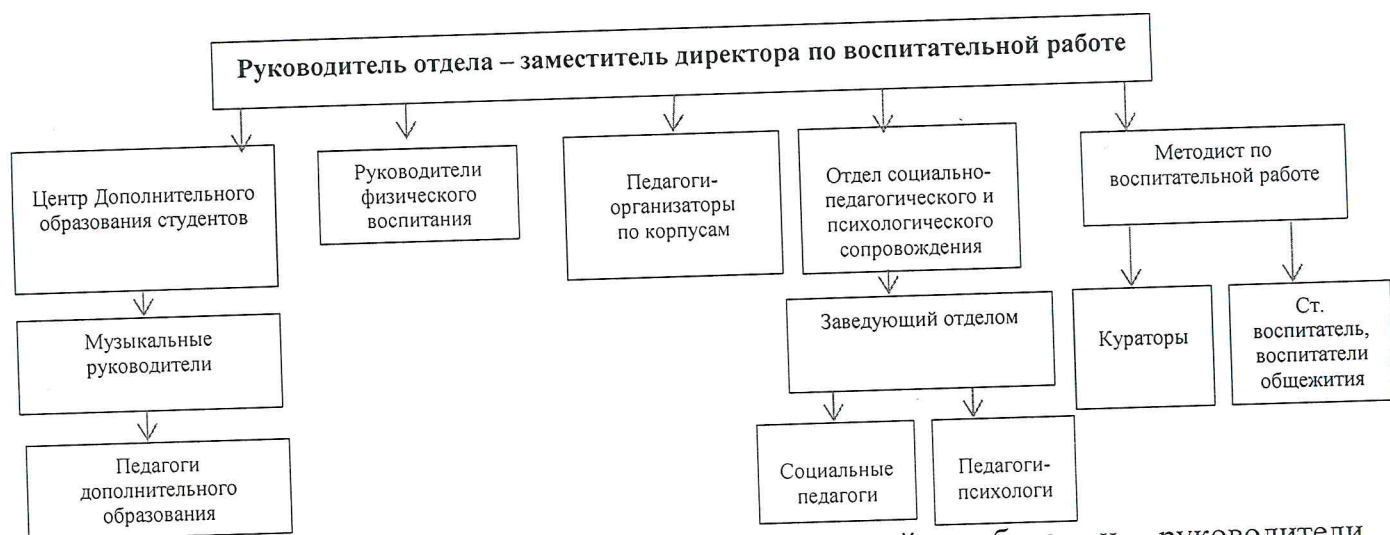 Руководитель отдела – заместитель директора по воспитательной работе
Центр Дополнительного
образования студентов
Руководители
физического
воспитания
Педагоги-
организаторы
по корпусам
Отдел социально-
педагогического и
психологического
сопровождения
Методист по
воспитательной работе
Музыкальные
руководители
Заведующий отделом
Кураторы
Ст.
воспитатель,
воспитатели
общежития
Педагоги
дополнительного
образования
Социальные
педагоги
Педагоги-
психологи
руководители